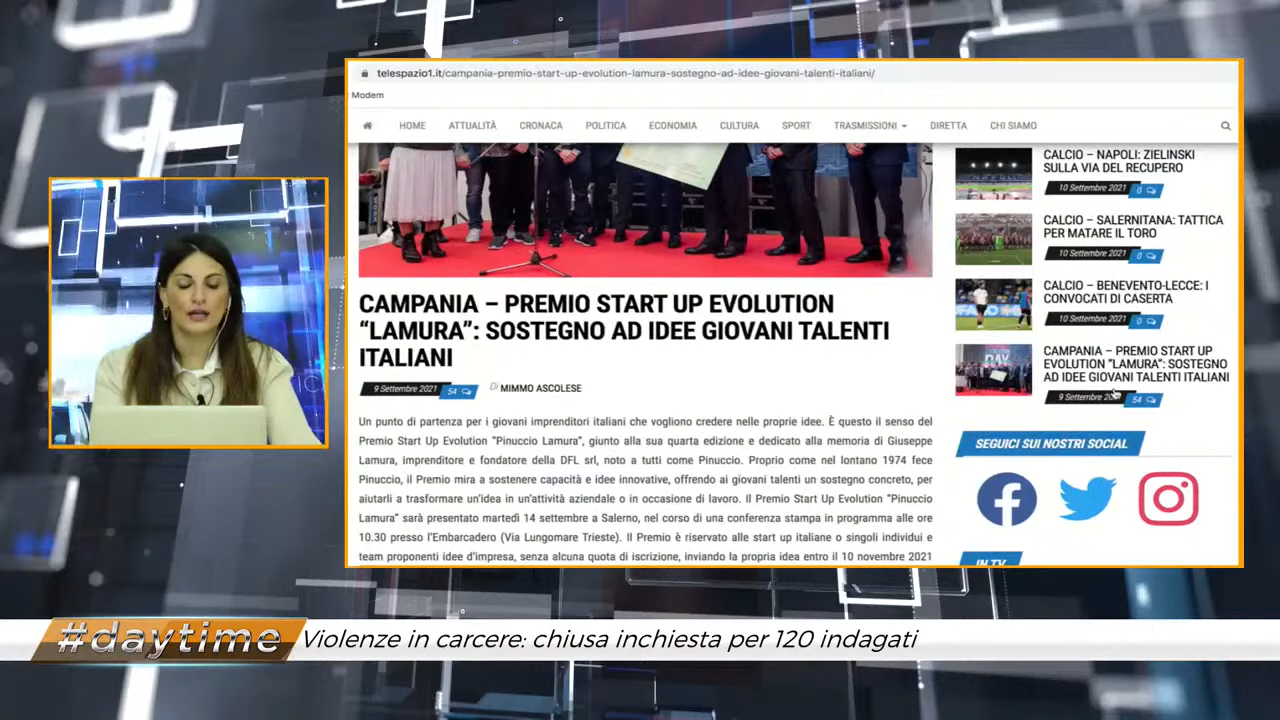 telespazio1.it/campania-premio-start-up-evolution-lamura-sostegno-ad-idee-giovani-talenti-italiani/
Modem
HOME ATTUALITÀ CRONACA POLITICA ECONOMIA CULTURA SPORT TRASMISSIONI DIRETTA CHI SIAMO
CAMPANIA – PREMIO START UP EVOLUTION
“LAMURA”: SOSTEGNO AD IDEE GIOVANI TALENTI
ITALIANI
9 Settembre 2021 54 Di MIMMO ASCOLESE
Un punto di partenza per i giovani imprenditori italiani che vogliono credere nelle proprie idee. È questo il senso del
Premio Start Up Evolution “Pinuccio Lamura”, giunto alla sua quarta edizione e dedicato alla memoria di Giuseppe
Lamura, imprenditore e fondatore della DFL srl, noto a tutti come Pinuccio. Proprio come nel lontano 1974 fece
Pinuccio, il Premio mira a sostenere capacità e idee innovative, offrendo ai giovani talenti un sostegno concreto, per
aiutarli a trasformare un’idea in un’attività aziendale o in occasione di lavoro. Il Premio Start Up Evolution “Pinuccio
Lamura” sarà presentato martedì 14 settembre a Salerno, nel corso di una conferenza stampa in programma alle ore
10.30 presso l’Embarcadero (Via Lungomare Trieste). Il Premio è riservato alle start up italiane o singoli individui e
team proponenti idee d’impresa, senza alcuna quota di iscrizione, inviando la propria idea entro il 10 novembre 2021
CALCIO – NAPOLI: ZIELINSKI
SULLA VIA DEL RECUPERO
10 Settembre 2021 0
CALCIO – SALERNITANA: TATTICA
PER MATARE IL TORO
10 Settembre 2021 0
CALCIO – BENEVENTO-LECCE: I
CONVOCATI DI CASERTA
10 Settembre 2021 0
CAMPANIA – PREMIO START UP
EVOLUTION “LAMURA”: SOSTEGNO
AD IDEE GIOVANI TALENTI ITALIANI
9 Settembre 54
SEGUICI SUI NOSTRI SOCIAL
IN TV
#daytime Violenze in carcere: chiusa inchiesta per 120 indagati